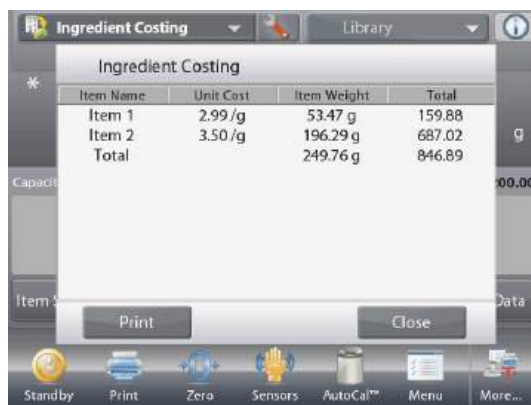 Ingredient Costing Library
Ingredient Costing
*
Item Name Unit Cost Item Weight Total
Item 1 2.99 /g 53.47 g 159.88
Item 2 3.50 /g 196.29 g 687.02
Total 249.76 g 846.89
g
Item Data
Print Close
Standby Print Zero Sensors AutoCal™ Menu More...